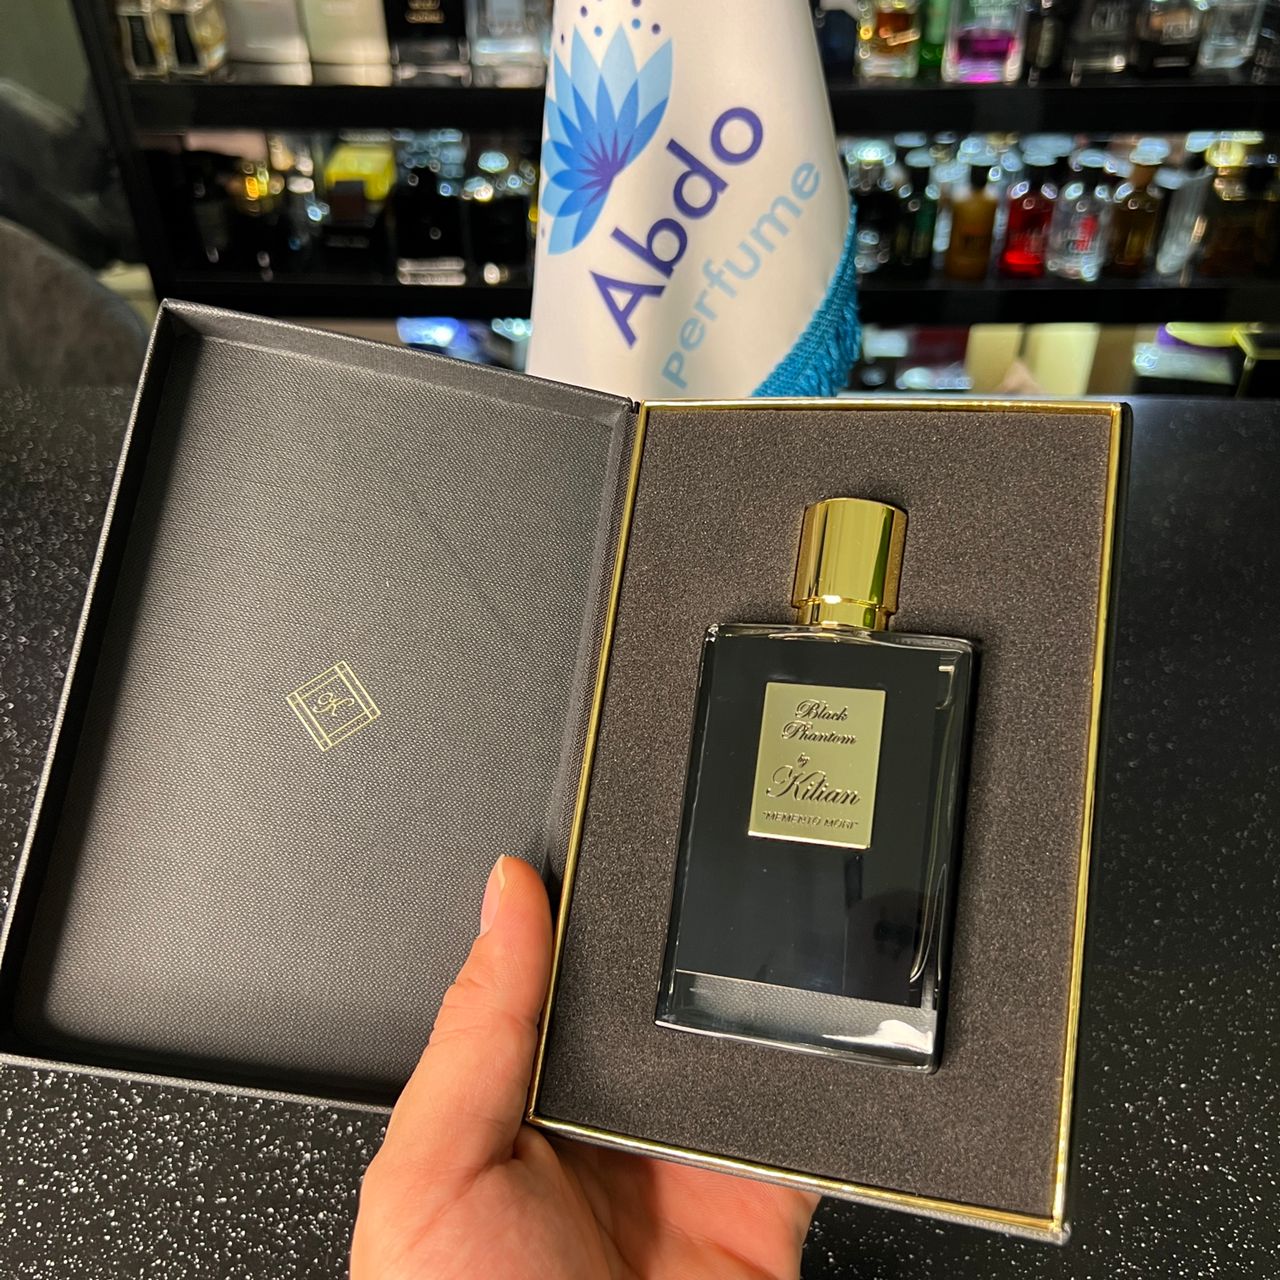 Abdo
Perfume
K
Black
Phantom
by
Kilian
"MEMENTO MORI"